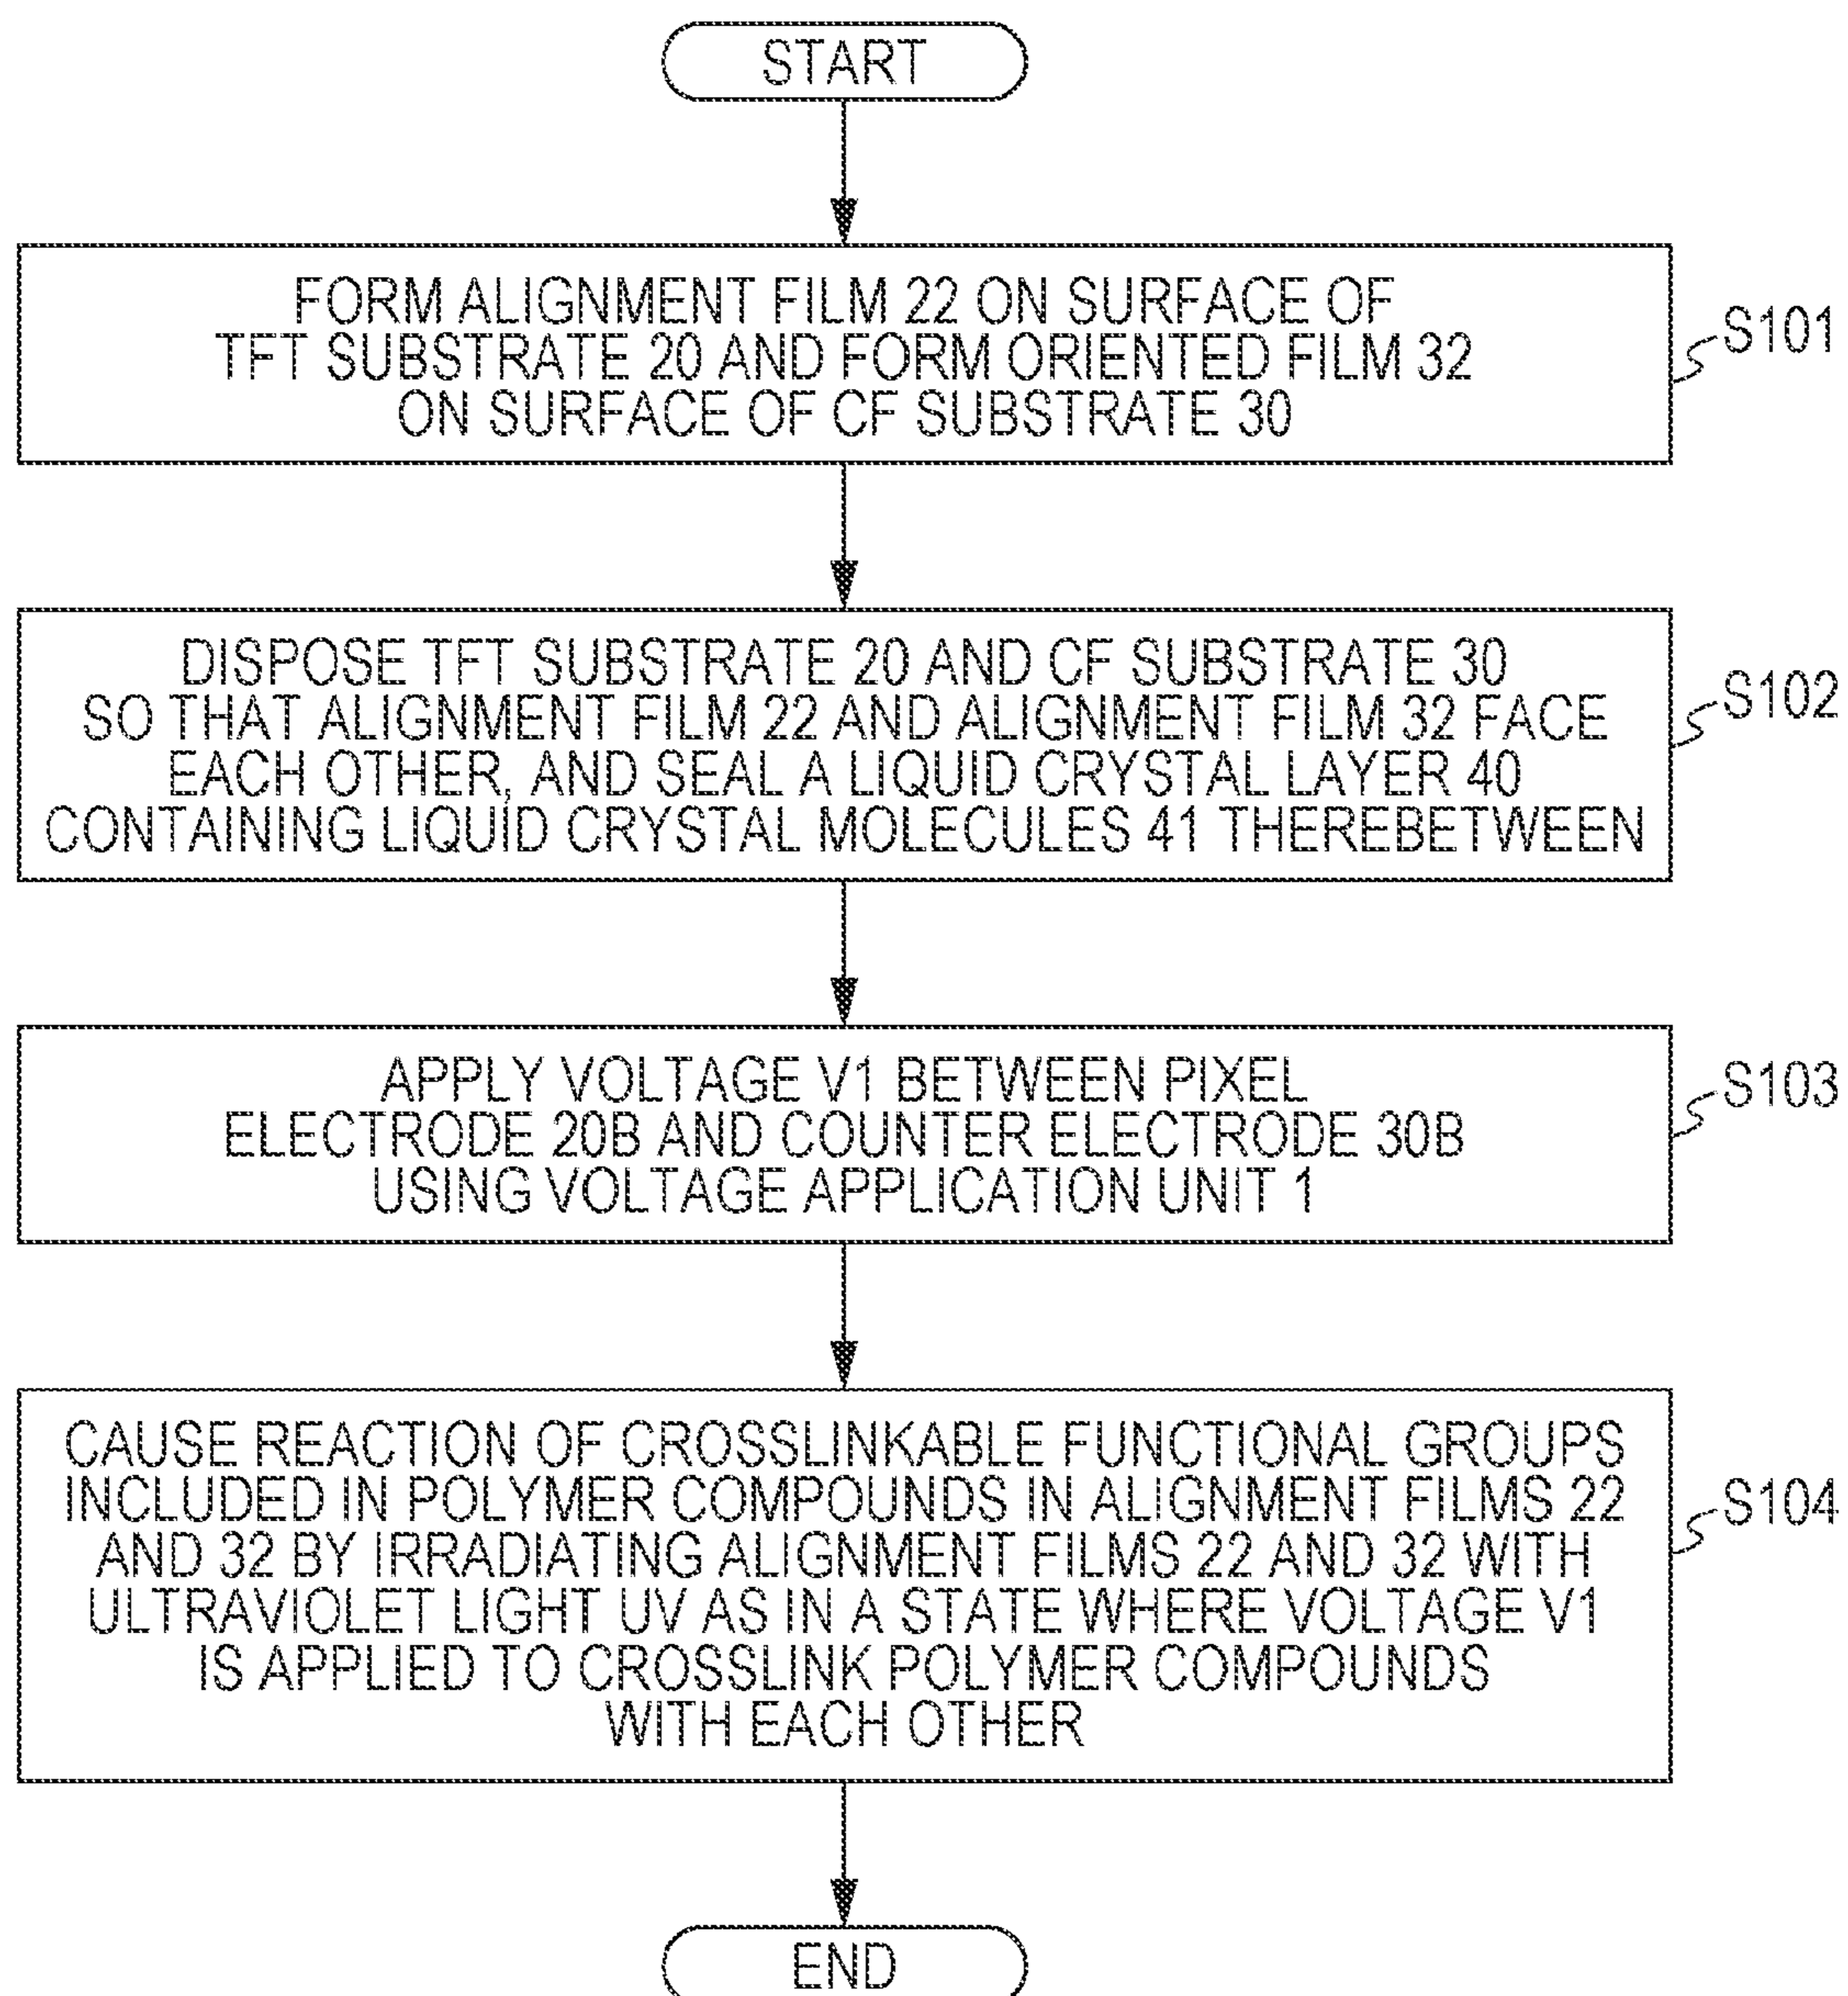 START
FORM ALIGNMENT FILM 22 ON SURFACE OF
TFT SUBSTRATE 20 AND FORM ORIENTED FILM 32
ON SURFACE OF CF SUBSTRATE 30
S101
DISPOSE TFT SUBSTRATE 20 AND CF SUBSTRATE 30
SO THAT ALIGNMENT FILM 22 AND ALIGNMENT FILM 32 FACE
EACH OTHER, AND SEAL A LIQUID CRYSTAL LAYER 40
CONTAINING LIQUID CRYSTAL MOLECULES 41 THEREBETWEEN
S102
APPLY VOLTAGE V1 BETWEEN PIXEL
ELECTRODE 20B AND COUNTER ELECTRODE 30B
USING VOLTAGE APPLICATION UNIT 1
S103
CAUSE REACTION OF CROSSLINKABLE FUNCTIONAL GROUPS
INCLUDED IN POLYMER COMPOUNDS IN ALIGNMENT FILMS 22
AND 32 BY IRRADIATING ALIGNMENT FILMS 22 AND 32 WITH
ULTRAVIOLET LIGHT UV AS IN A STATE WHERE VOLTAGE V1
IS APPLIED TO CROSSLINK POLYMER COMPOUNDS
WITH EACH OTHER
S104
END